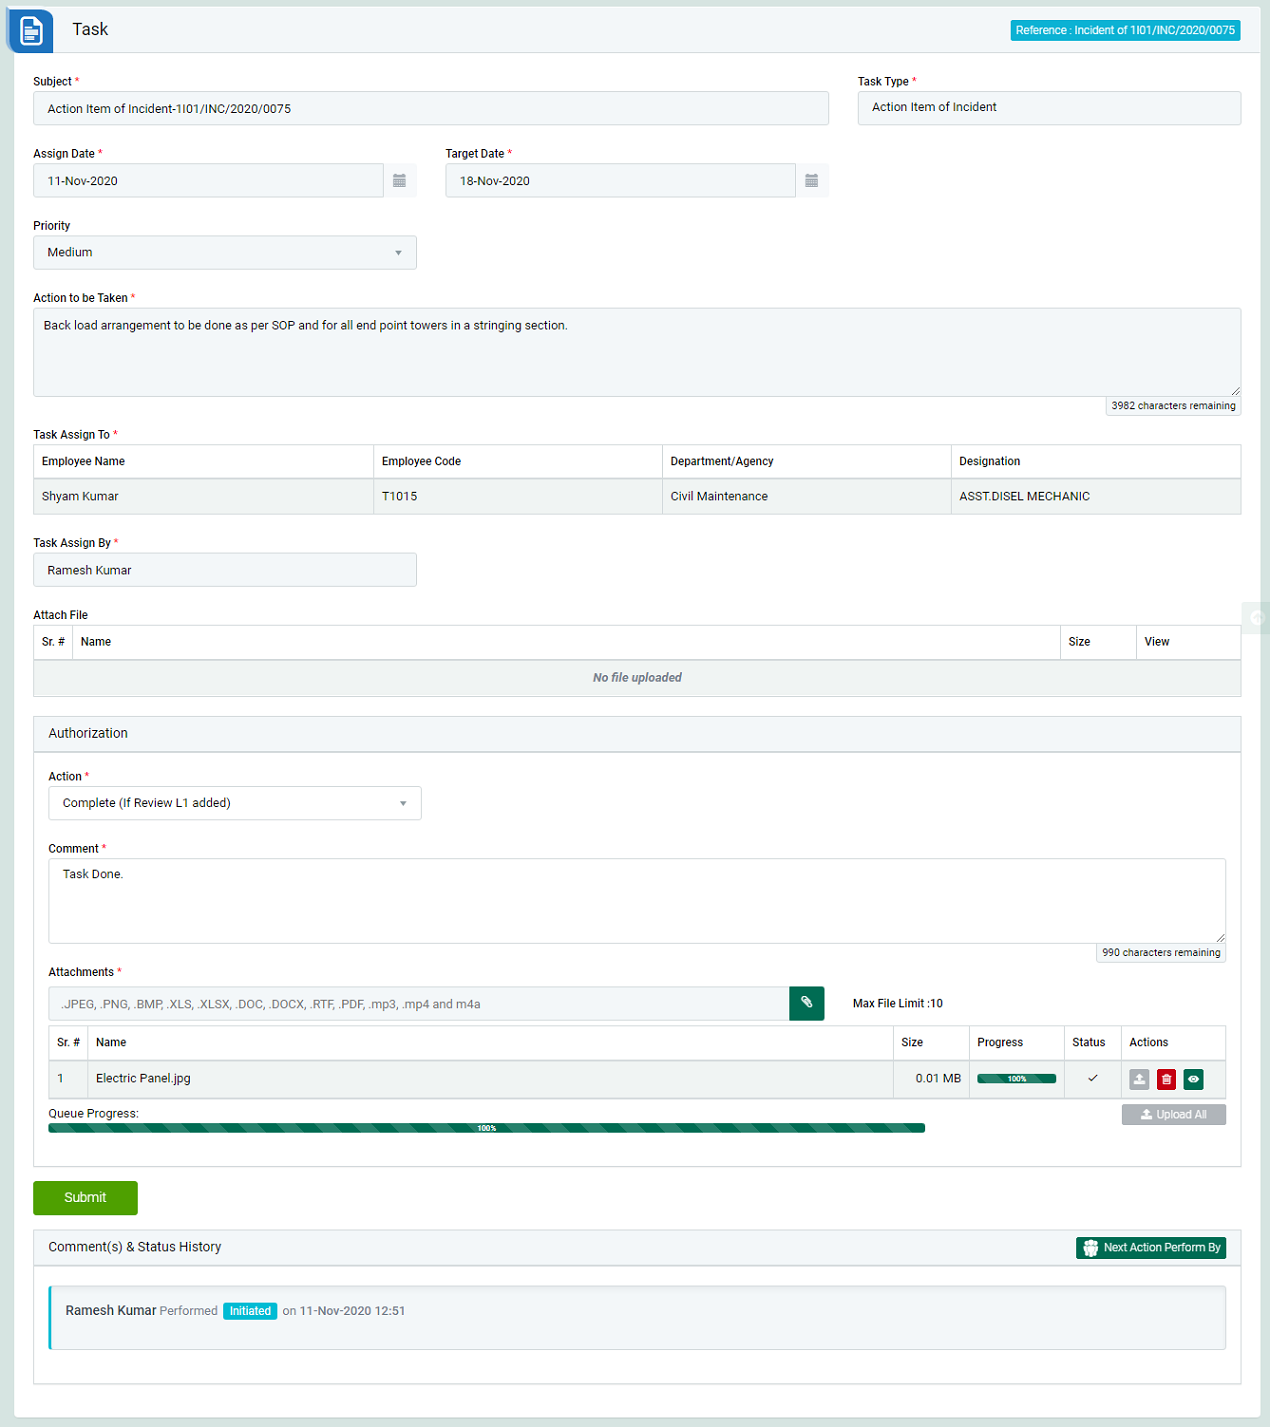 Task
Reference : Incident of 1I01/INC/2020/0075
Subject *
Task Type *
Action Item of Incident-1I01/INC/2020/0075
Action Item of Incident
Assign Date *
Target Date *
11-Nov-2020
18-Nov-2020
Priority
Medium
Action to be Taken *
Back load arrangement to be done as per SOP and for all end point towers in a stringing section.
3982 characters remaining
Task Assign To *
Employee Name Employee Code Department/Agency Designation
Shyam Kumar T1015 Civil Maintenance ASST.DISEL MECHANIC
Task Assign By *
Ramesh Kumar
Attach File
Sr. # Name Size View
No file uploaded
Authorization
Action *
Complete (If Review L1 added)
Comment *
Task Done.
990 characters remaining
Attachments *
.JPEG, .PNG, .BMP, .XLS, .XLSX, .DOC, .DOCX, .RTF, .PDF, .mp3, .mp4 and m4a
Max File Limit :10
Sr. # Name Size Progress Status Actions
1 Electric Panel.jpg 0.01 MB 100%
Queue Progress:
Upload All
100%
Submit
Comment(s) & Status History
Next Action Perform By
Ramesh Kumar Performed Initiated on 11-Nov-2020 12:51